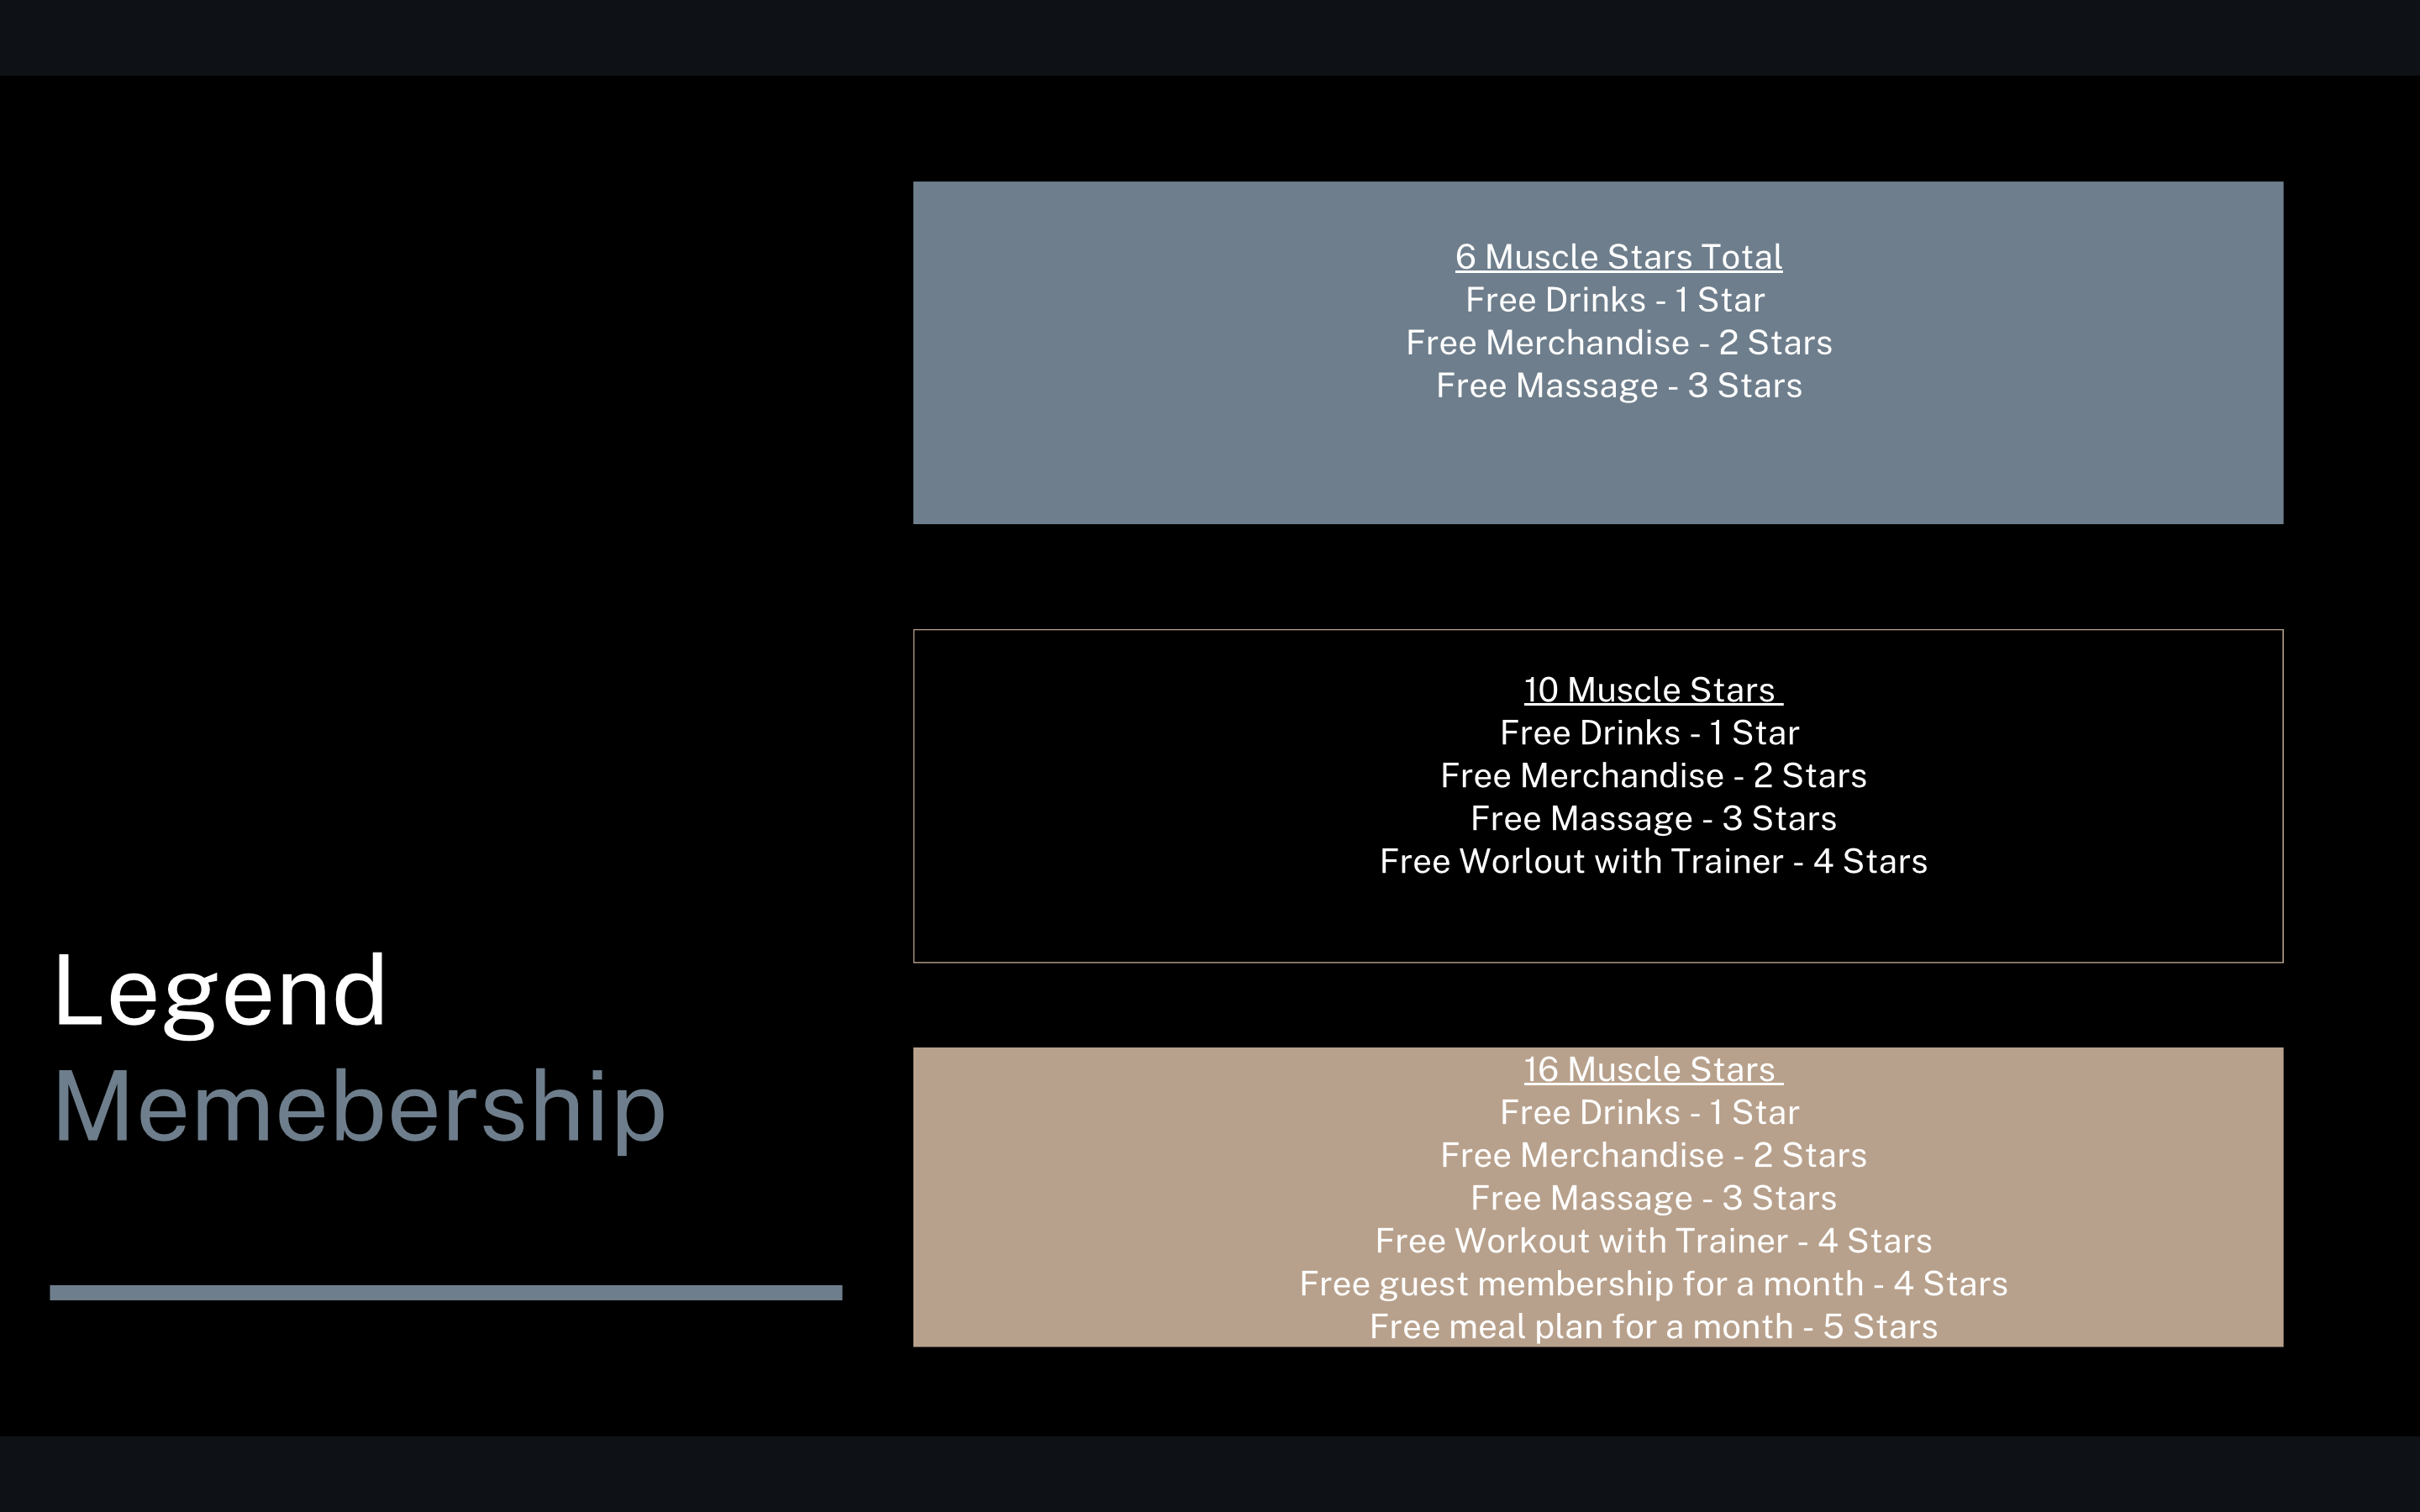 Legend
Memebership
6 Muscle Stars Total
Free Drinks - 1 Star
Free Merchandise - 2 Stars
Free Massage - 3 Stars
10 Muscle Stars
Free Drinks - 1 Star
Free Merchandise - 2 Stars
Free Massage - 3 Stars
Free Worlout with Trainer - 4 Stars
16 Muscle Stars
Free Drinks - 1 Star
Free Merchandise - 2 Stars
Free Massage - 3 Stars
Free Workout with Trainer - 4 Stars
Free guest membership for a month - 4 Stars
Free meal plan for a month - 5 Stars